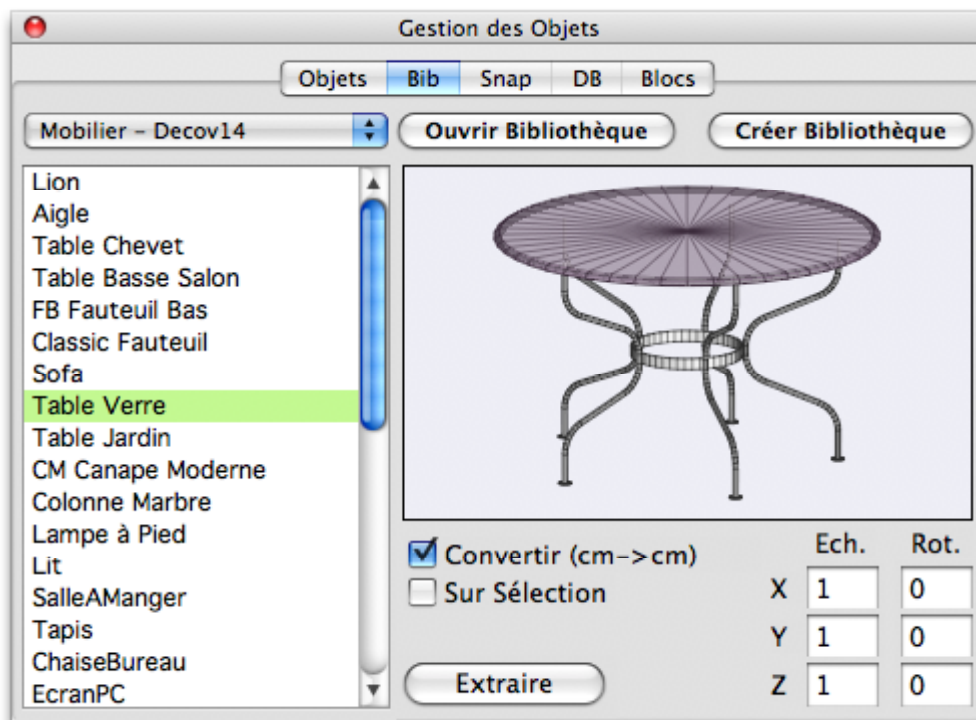 Gestion des Objets
Objets Bib Snap DB Blocs
Mobilier – Decov14 Ouvrir Bibliothèque Créer Bibliothèque
Lion
Aigle
Table Chevet
Table Basse Salon
FB Fauteuil Bas
Classic Fauteuil
Sofa
Table Verre
Table Jardin
CM Canape Moderne
Colonne Marbre
Lampe à Pied
Lit
SalleAManger
Tapis
ChaiseBureau
EcranPC
Convertir (cm->cm)
Sur Sélection
Extraire
Ech. Rot.
X 1 0
Y 1 0
Z 1 0